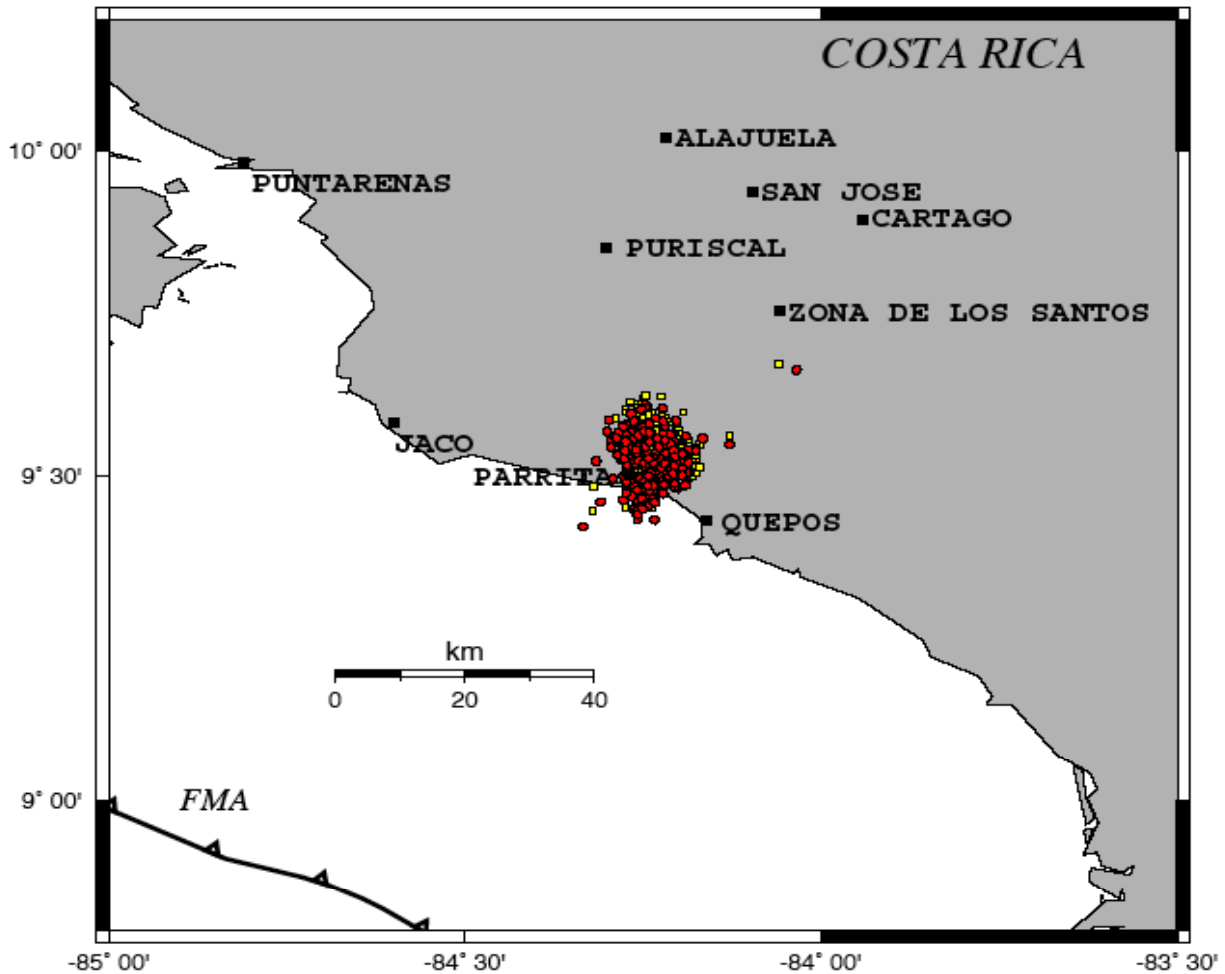 COSTA RICA
ALAJUELA
10° 00'
PUNTARENAS
SAN JOSE
CARTAGO
PURISCAL
ZONA DE LOS SANTOS
JACO
9° 30'
PARRITA
QUEPOS
km
0 20 40
9° 00'
FMA
-85° 00' -84° 30' -84° 00' -83° 30'